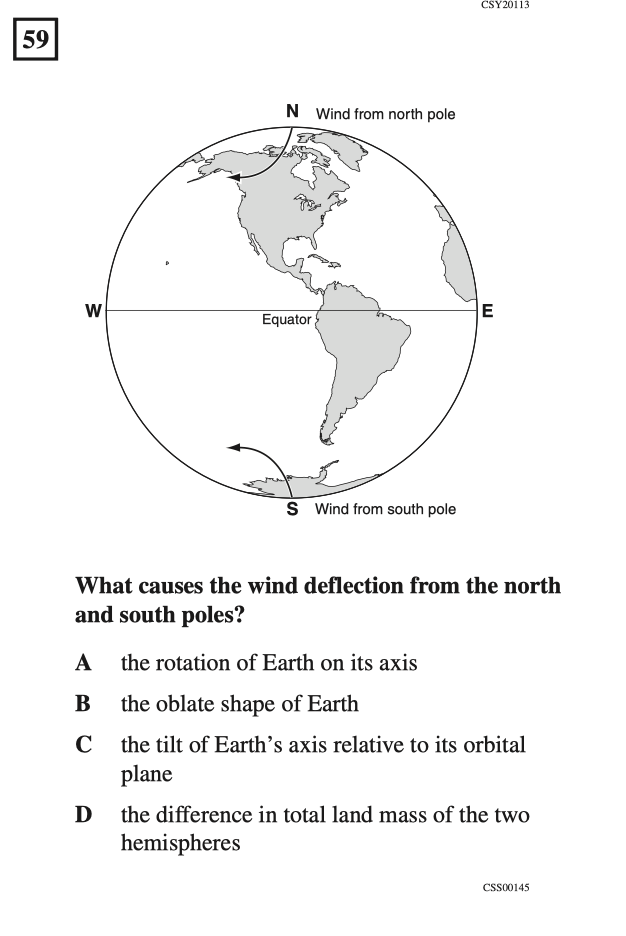 CSY20113
59
N Wind from north pole
W E
Equator
S Wind from south pole
What causes the wind deflection from the north
and south poles?
A the rotation of Earth on its axis
B the oblate shape of Earth
C the tilt of Earth’s axis relative to its orbital
plane
D the difference in total land mass of the two
hemispheres
CSS00145